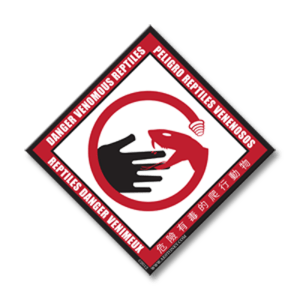 DANGER VENOMOUS REPTILES
PELIGRO REPTILES VENENOSOS
REPTILES DANGER VENIMEUX
危險有毒的爬行動物